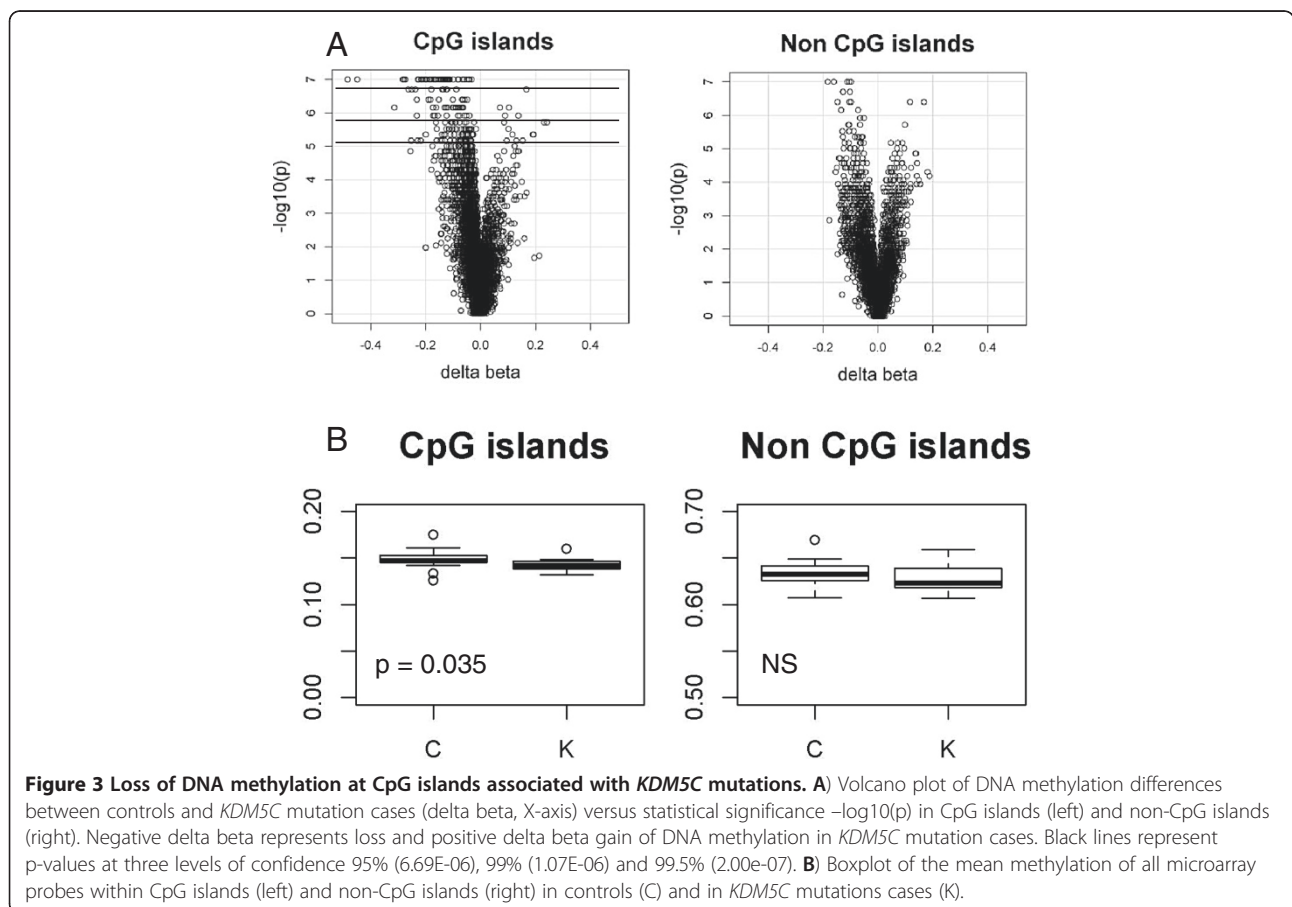 A
CpG islands
Non CpG islands
-log10(p)
7
6
5
4
3
2
1
0
-0.4
-0.2
0.0
0.2
0.4
delta beta
-log10(p)
7
6
5
4
3
2
1
0
-0.4
-0.2
0.0
0.2
0.4
delta beta
B
CpG islands
Non CpG islands
0.20
0.10
0.00
p = 0.035
C
K
0.70
0.60
0.50
NS
C
K
Figure 3 Loss of DNA methylation at CpG islands associated with KDM5C mutations. A) Volcano plot of DNA methylation differences
between controls and KDM5C mutation cases (delta beta, X-axis) versus statistical significance –log10(p) in CpG islands (left) and non-CpG islands
(right). Negative delta beta represents loss and positive delta beta gain of DNA methylation in KDM5C mutation cases. Black lines represent
p-values at three levels of confidence 95% (6.69E-06), 99% (1.07E-06) and 99.5% (2.00e-07). B) Boxplot of the mean methylation of all microarray
probes within CpG islands (left) and non-CpG islands (right) in controls (C) and in KDM5C mutations cases (K).